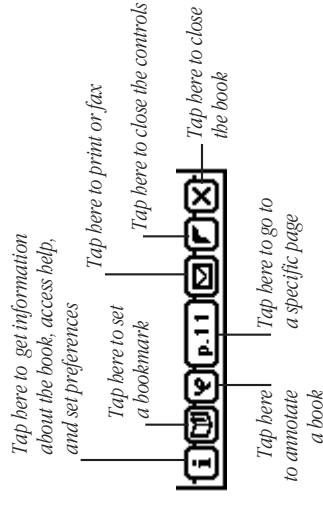 Tap here to get information
about the book, access help,
and set preferences
Tap here to set
a bookmark
Tap here to print or fax
Tap here to close the controls
Tap here to close
the book
i
p.11
Tap here
to annotate
a book
Tap here to go to
a specific page